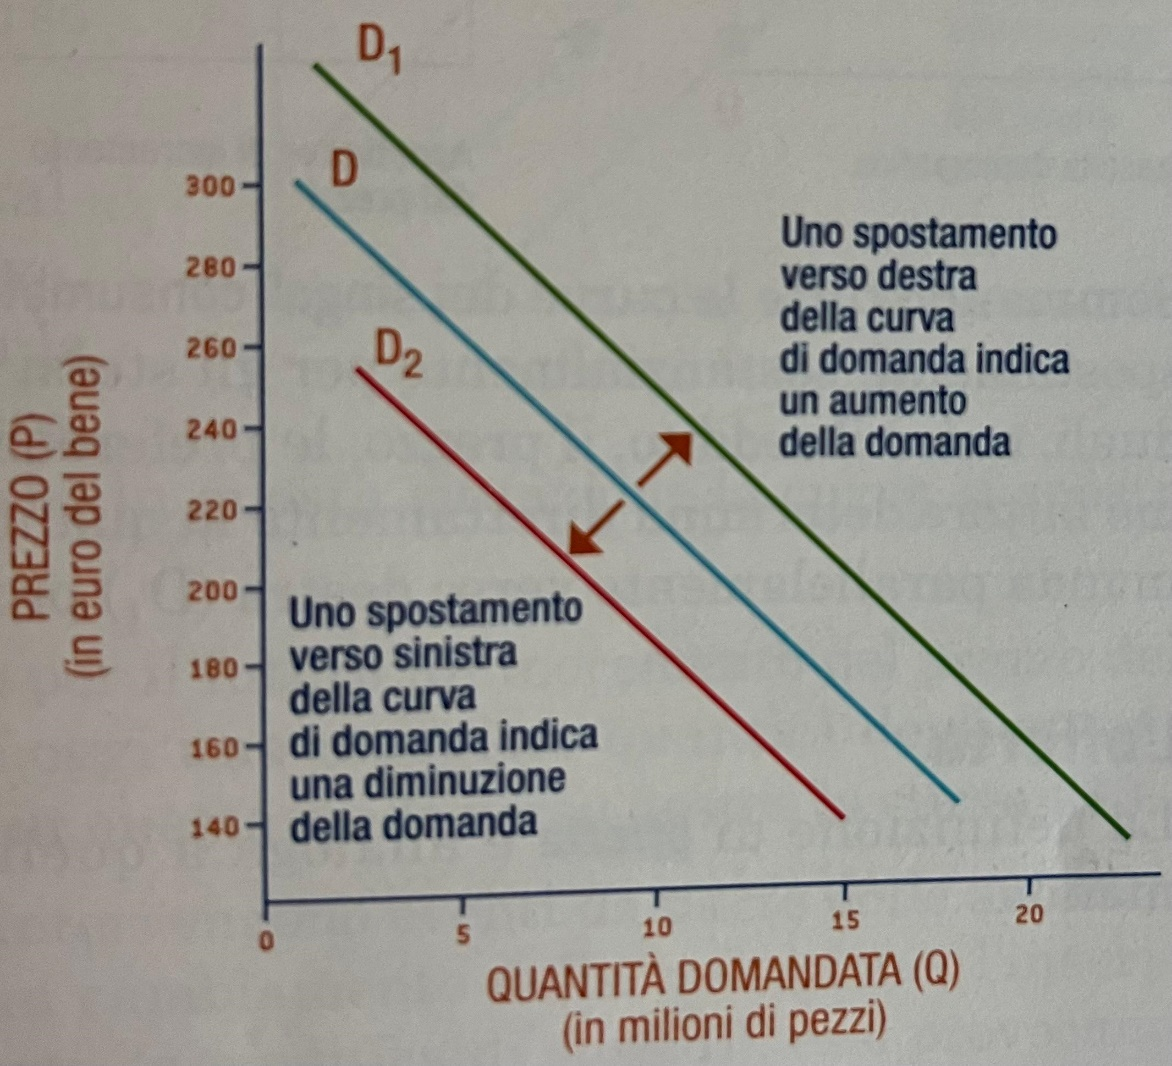 D1
D
300
280
D2
260
240
220
200
180
160
140
PREZZO (P)
(in euro del bene)
Uno spostamento
verso destra
della curva
di domanda indica
un aumento
della domanda
Uno spostamento
verso sinistra
della curva
di domanda indica
una diminuzione
della domanda
0
5
10
15
20
QUANTITÀ DOMANDATA (Q)
(in milioni di pezzi)